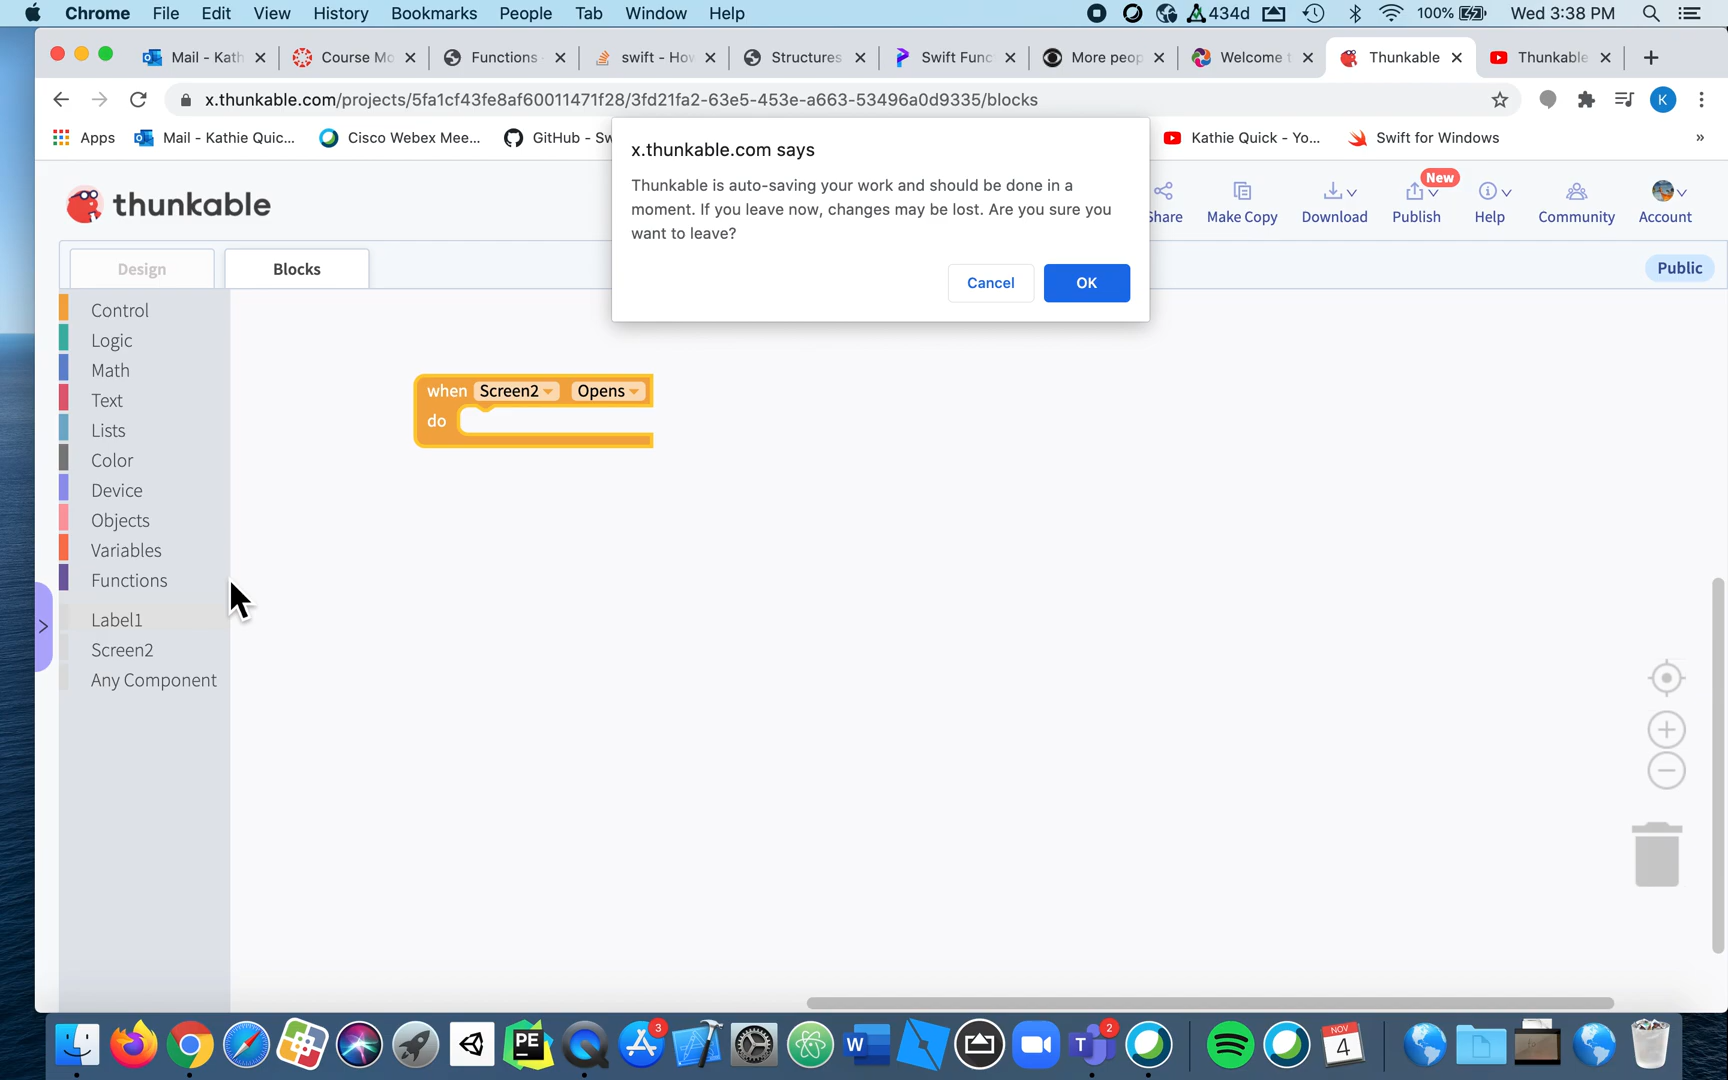 Chrome File Edit View History Bookmarks People Tab Window Help 434d 100% Wed 3:38 PM
Mail - Kath Course Mo Functions swift - How Structures Swift Func More peop Welcome t Thunkable Thunkable
x.thunkable.com/projects/5fa1cf43fe8af60011471f28/3fd21fa2-63e5-453e-a663-53496a0d9335/blocks K
Apps Mail - Kathie Quic... Cisco Webex Mee... GitHub - Sw Kathie Quick - Yo... Swift for Windows »
x.thunkable.com says
Thunkable is auto-saving your work and should be done in a
moment. If you leave now, changes may be lost. Are you sure you
want to leave?
Cancel OK
thunkable
New
Share Make Copy Download Publish Help Community Account
Design Blocks Public
Control
Logic
Math
Text
Lists
Color
Device
Objects
Variables
Functions
Label1
Screen2
Any Component
when Screen2 Opens
do
PE 3 W T 2 NOV 4